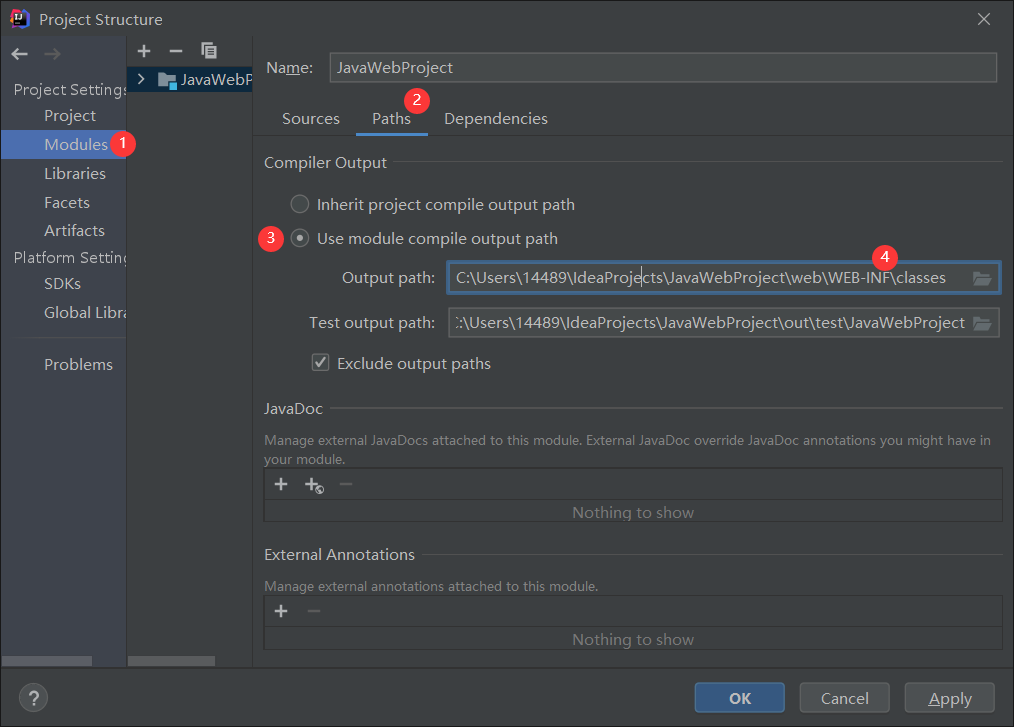 Project Structure
Project Settings
Project
Modules
1
Libraries
Facets
Artifacts
Platform Setting
SDKs
Global Libra
Problems
JavaWebP
Name:
JavaWebProject
2
Sources
Paths
Dependencies
Compiler Output
Inherit project compile output path
3
Use module compile output path
4
Output path:
C:\Users\14489\IdeaProjects\JavaWebProject\web\WEB-INF\classes
Test output path:
C:\Users\14489\IdeaProjects\JavaWebProject\out\test\JavaWebProject
Exclude output paths
JavaDoc
Manage external JavaDocs attached to this module. External JavaDoc override JavaDoc annotations you might have in
your module.
Nothing to show
External Annotations
Manage external annotations attached to this module.
Nothing to show
?
OK
Cancel
Apply